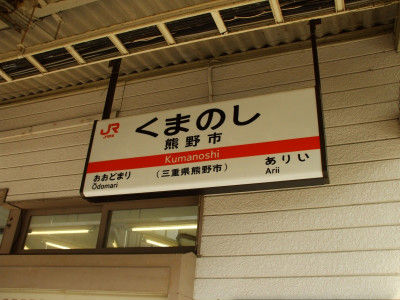 JR
くまのし
熊野市
Kumanoshi
おおどまり
Ōdomari
（三重県熊野市）
ありい
Arii